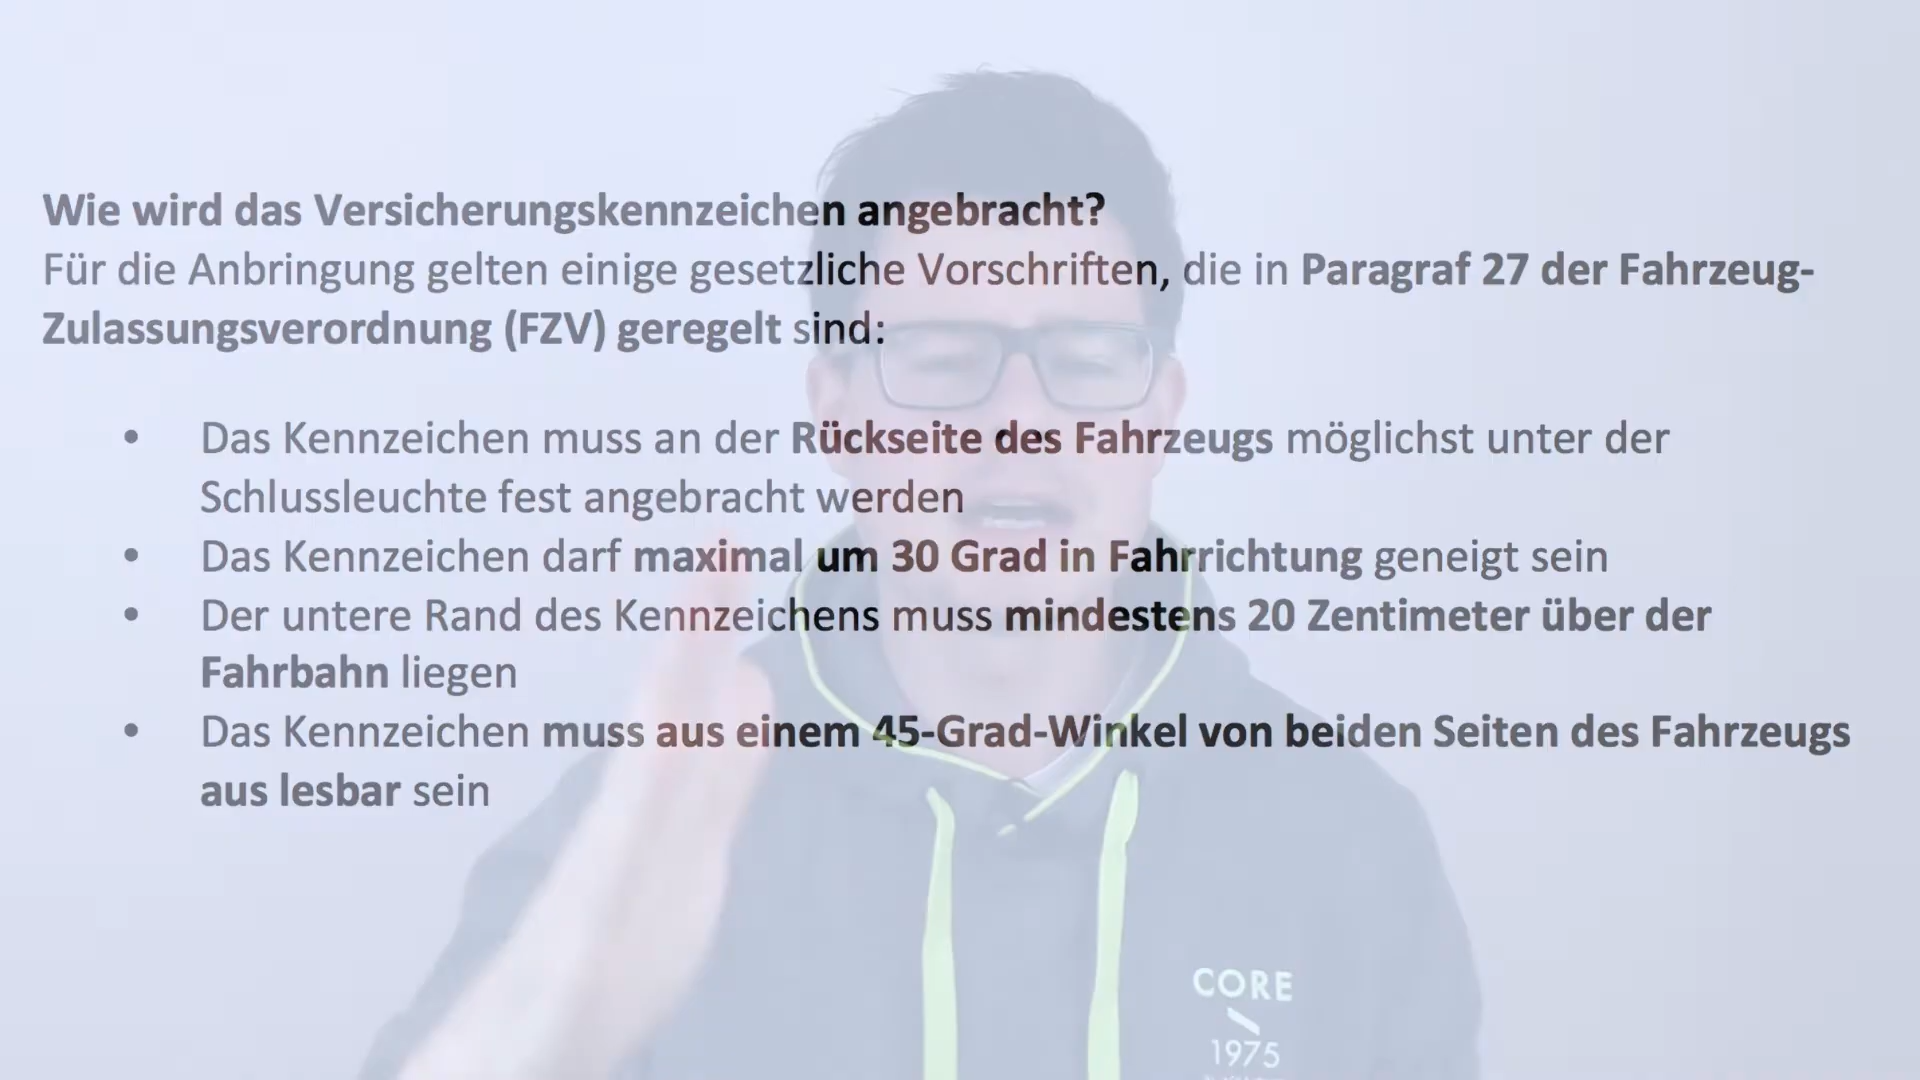 Wie wird das Versicherungskennzeichen angebracht?
Für die Anbringung gelten einige gesetzliche Vorschriften, die in Paragraf 27 der Fahrzeug-
Zulassungsverordnung (FZV) geregelt sind:
• Das Kennzeichen muss an der Rückseite des Fahrzeugs möglichst unter der
Schlussleuchte fest angebracht werden
• Das Kennzeichen darf maximal um 30 Grad in Fahrrichtung geneigt sein
• Der untere Rand des Kennzeichens muss mindestens 20 Zentimeter über der
Fahrbahn liegen
• Das Kennzeichen muss aus einem 45-Grad-Winkel von beiden Seiten des Fahrzeugs
aus lesbar sein
CORE
1975